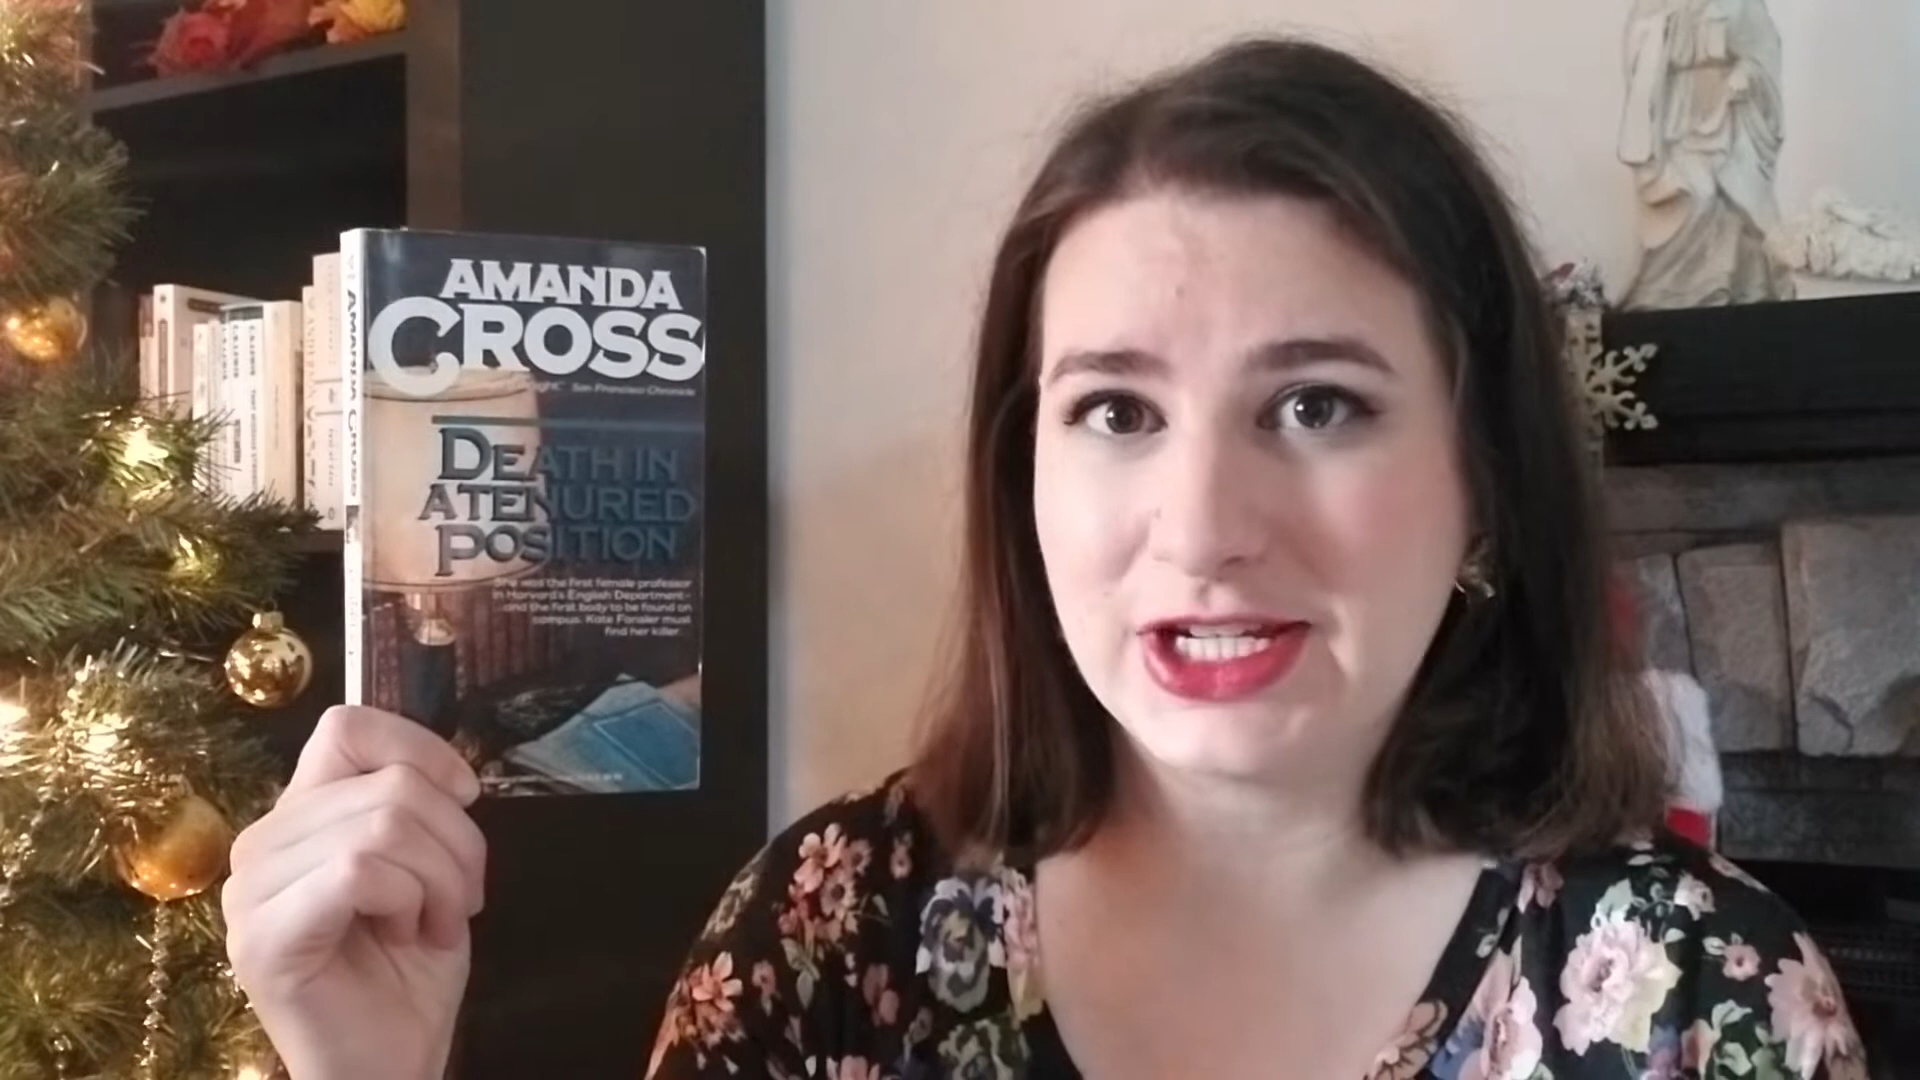 AMANDA
CROSS
San Francisco Chronicle
DEATH IN
A TENURED
POSITION
She was the first female professor
in Harvard's English Department–
and the first body to be found on
campus. Kate Fansler must
find her killer.
AMANDA CROSS